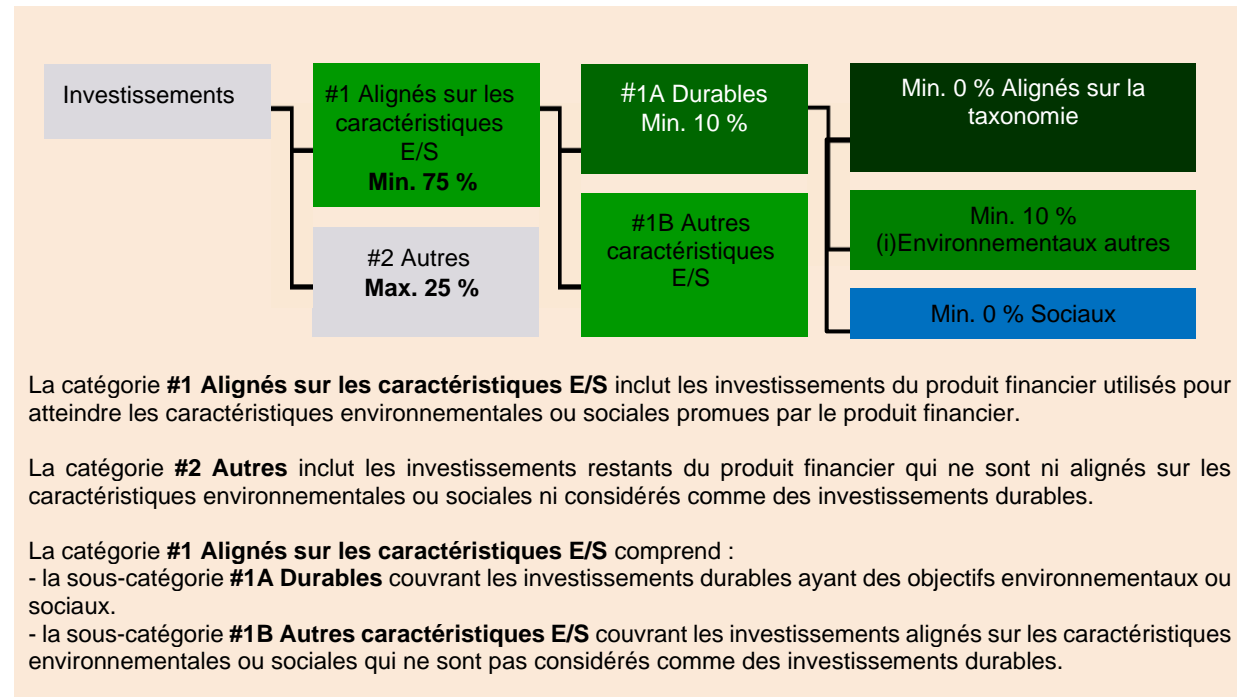 Investissements
#1 Alignés sur les
caractéristiques
E/S
Min. 75 %
#2 Autres
Max. 25 %
#1A Durables
Min. 10 %
#1B Autres
caractéristiques
E/S
Min. 0 % Alignés sur la
taxonomie
Min. 10 %
(i)Environnementaux autres
Min. 0 % Sociaux
La catégorie #1 Alignés sur les caractéristiques E/S inclut les investissements du produit financier utilisés pour
atteindre les caractéristiques environnementales ou sociales promues par le produit financier.
La catégorie #2 Autres inclut les investissements restants du produit financier qui ne sont ni alignés sur les
caractéristiques environnementales ou sociales ni considérés comme des investissements durables.
La catégorie #1 Alignés sur les caractéristiques E/S comprend :
- la sous-catégorie #1A Durables couvrant les investissements durables ayant des objectifs environnementaux ou
sociaux.
- la sous-catégorie #1B Autres caractéristiques E/S couvrant les investissements alignés sur les caractéristiques
environnementales ou sociales qui ne sont pas considérés comme des investissements durables.